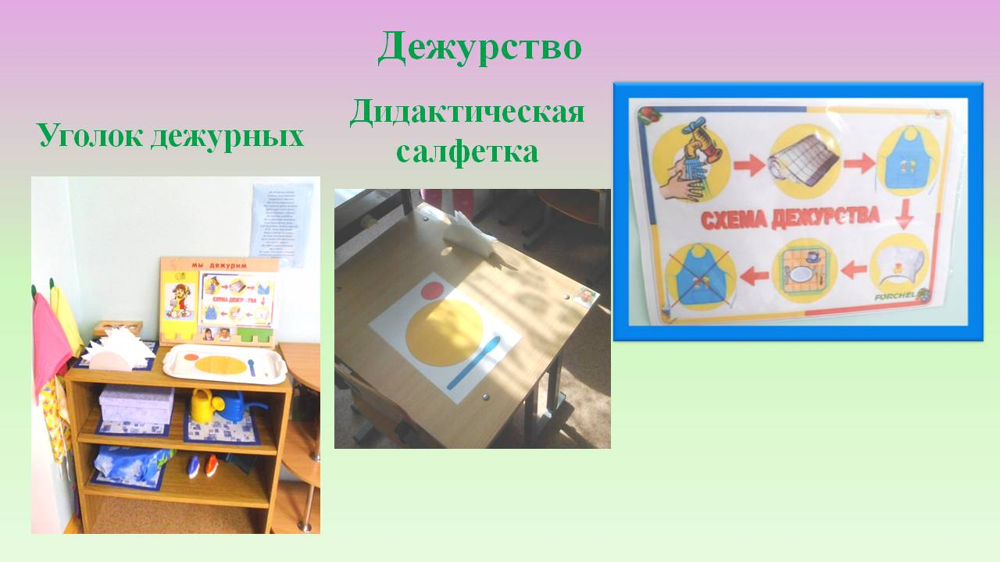 Дежурство
Уголок дежурных
Дидактическая
салфетка
мы дежурим
СХЕМА ДЕЖУРСТВА
СХЕМА ДЕЖУРСТВА
FORCHEL